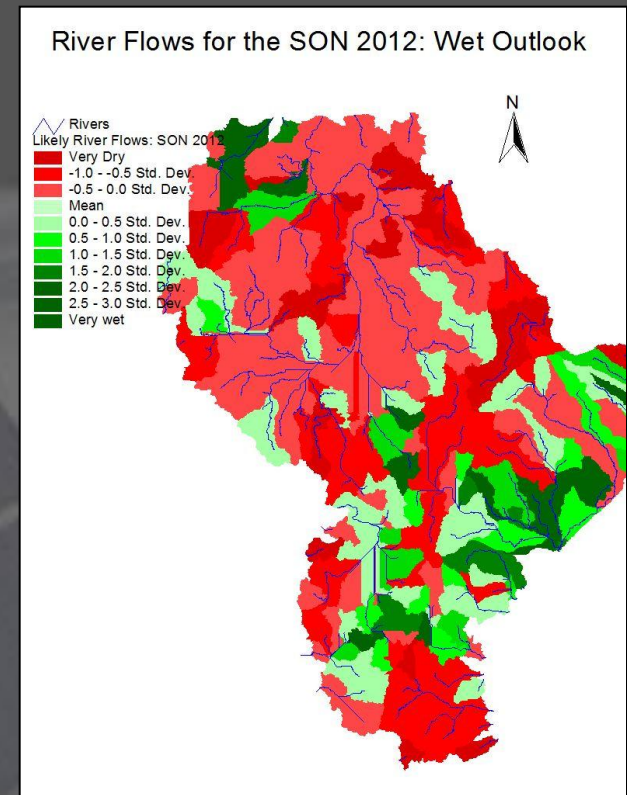 River Flows for the SON 2012: Wet Outlook
N
Rivers
Likely River Flows: SON 2012
Very Dry
-1.0 - -0.5 Std. Dev.
-0.5 - 0.0 Std. Dev.
Mean
0.0 - 0.5 Std. Dev.
0.5 - 1.0 Std. Dev.
1.0 - 1.5 Std. Dev.
1.5 - 2.0 Std. Dev.
2.0 - 2.5 Std. Dev.
2.5 - 3.0 Std. Dev.
Very wet